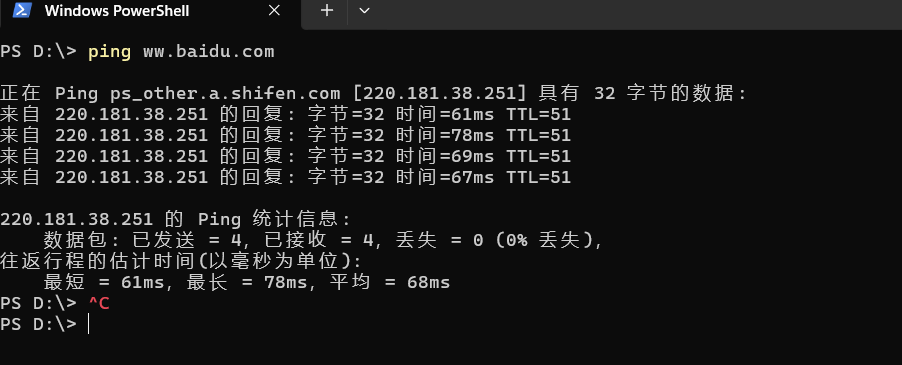 Windows PowerShell
PS D:\> ping ww.baidu.com
正在 Ping ps_other.a.shifen.com [220.181.38.251] 具有 32 字节的数据:
来自 220.181.38.251 的回复: 字节=32 时间=61ms TTL=51
来自 220.181.38.251 的回复: 字节=32 时间=78ms TTL=51
来自 220.181.38.251 的回复: 字节=32 时间=69ms TTL=51
来自 220.181.38.251 的回复: 字节=32 时间=67ms TTL=51
220.181.38.251 的 Ping 统计信息:
数据包: 已发送 = 4, 已接收 = 4, 丢失 = 0 (0% 丢失),
往返行程的估计时间(以毫秒为单位):
最短 = 61ms, 最长 = 78ms, 平均 = 68ms
PS D:\> ^C
PS D:\>